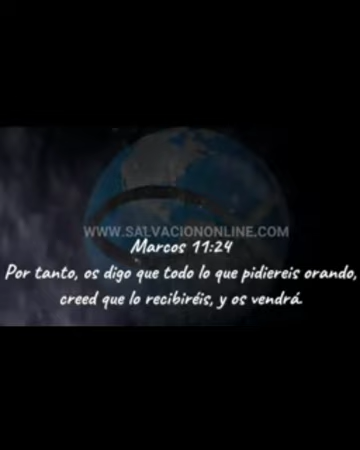 WWW.SALVACIONONLINE.COM
Marcos 11:24
Por tanto, os digo que todo lo que pidiereis orando,
creed que lo recibiréis, y os vendrá.